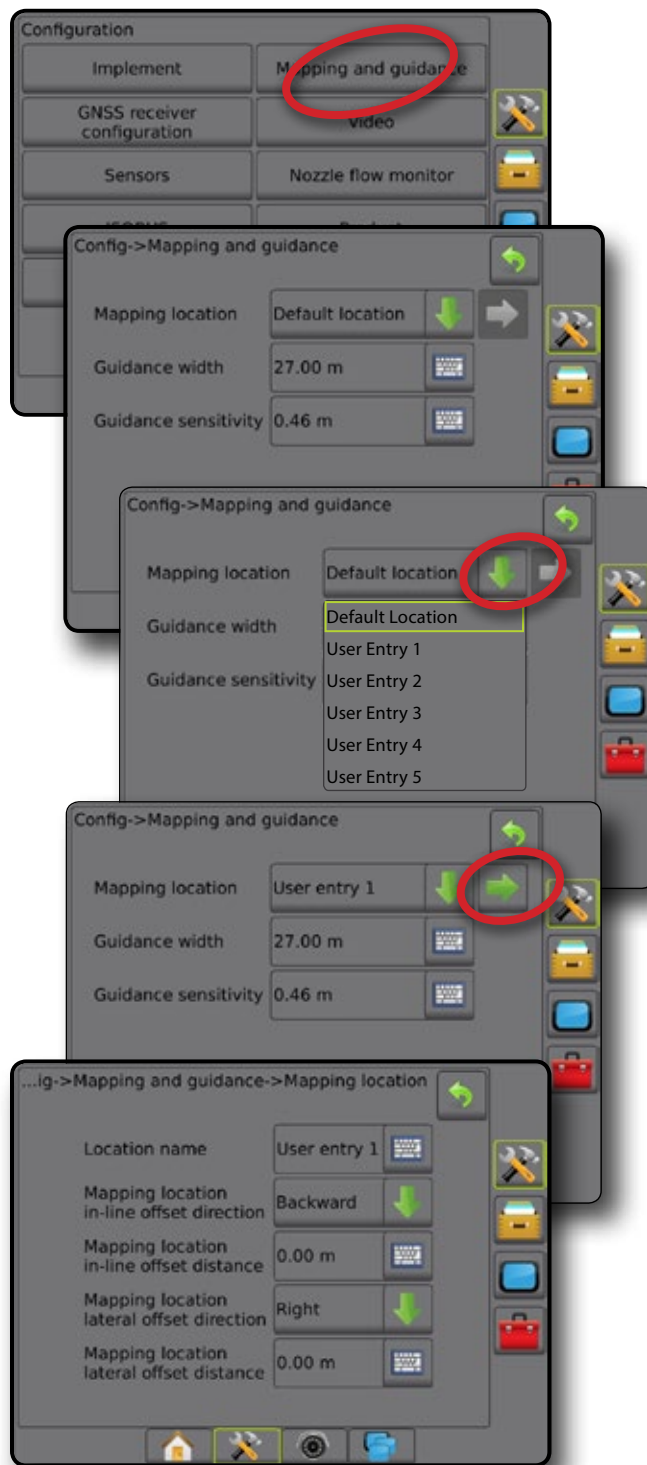 Configuration
Implement
Mapping and guidance
GNSS receiver
configuration
Video
Sensors
Nozzle flow monitor
Config->Mapping and guidance
Mapping location
Default location
Guidance width
27.00 m
Guidance sensitivity
0.46 m
Config->Mapping and guidance
Mapping location
Default location
Guidance width
Guidance sensitivity
Default Location
User Entry 1
User Entry 2
User Entry 3
User Entry 4
User Entry 5
Config->Mapping and guidance
Mapping location
User entry 1
Guidance width
27.00 m
Guidance sensitivity
0.46 m
...ig->Mapping and guidance->Mapping location
Location name
User entry 1
Mapping location
in-line offset direction
Backward
Mapping location
in-line offset distance
0.00 m
Mapping location
lateral offset direction
Right
Mapping location
lateral offset distance
0.00 m